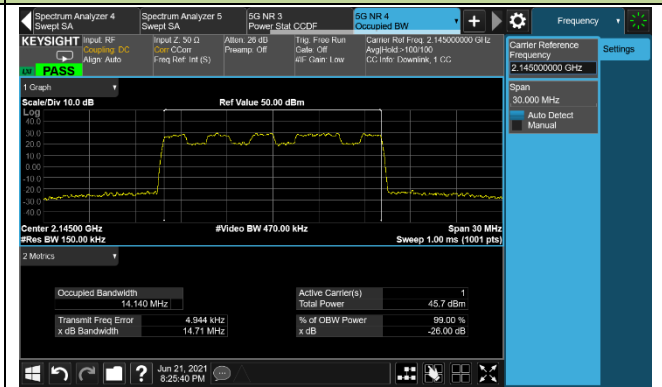 Spectrum Analyzer 4
Swept SA
Spectrum Analyzer 5
Swept SA
5G NR 3
Power Stat CCDF
5G NR 4
Occupied BW
Frequency
KEYSIGHT
Input: RF
Coupling: DC
Align: Auto
Input Z: 50 Ω
Corr CCorr
Freq Ref: Int (S)
Atten: 26 dB
Preamp: Off
Trig: Free Run
Gate: Off
#IF Gain: Low
Carrier Ref Freq: 2.145000000 GHz
Avg|Hold:>100/100
CC Info: Downlink, 1 CC
PASS
Carrier Reference
Frequency
2.145000000 GHz
Settings
Span
30.000 MHz
Auto Detect
Manual
1 Graph
Scale/Div 10.0 dB
Ref Value 50.00 dBm
Log
40.0
30.0
20.0
10.0
0.00
-10.0
-20.0
-30.0
-40.0
Center 2.14500 GHz
#Video BW 470.00 kHz
Span 30 MHz
#Res BW 150.00 kHz
Sweep 1.00 ms (1001 pts)
2 Metrics
Occupied Bandwidth
14.140 MHz
Active Carrier(s) 1
Total Power 45.7 dBm
Transmit Freq Error 4.944 kHz
% of OBW Power 99.00 %
x dB Bandwidth 14.71 MHz
x dB -26.00 dB
?
Jun 21, 2021
8:25:40 PM